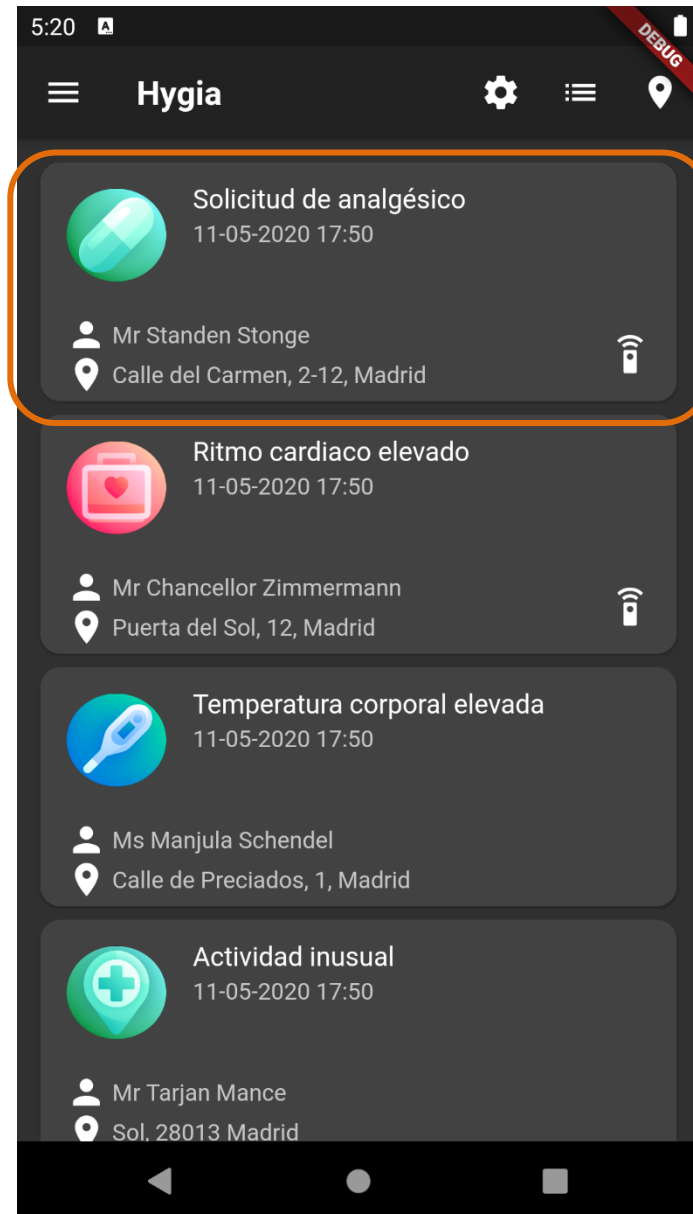 5:20 A
DEBUG
Hygia
Solicitud de analgésico
11-05-2020 17:50
Mr Standen Stonge
Calle del Carmen, 2-12, Madrid
Ritmo cardiaco elevado
11-05-2020 17:50
Mr Chancellor Zimmermann
Puerta del Sol, 12, Madrid
Temperatura corporal elevada
11-05-2020 17:50
Ms Manjula Schendel
Calle de Preciados, 1, Madrid
Actividad inusual
11-05-2020 17:50
Mr Tarjan Mance
Sol, 28013 Madrid